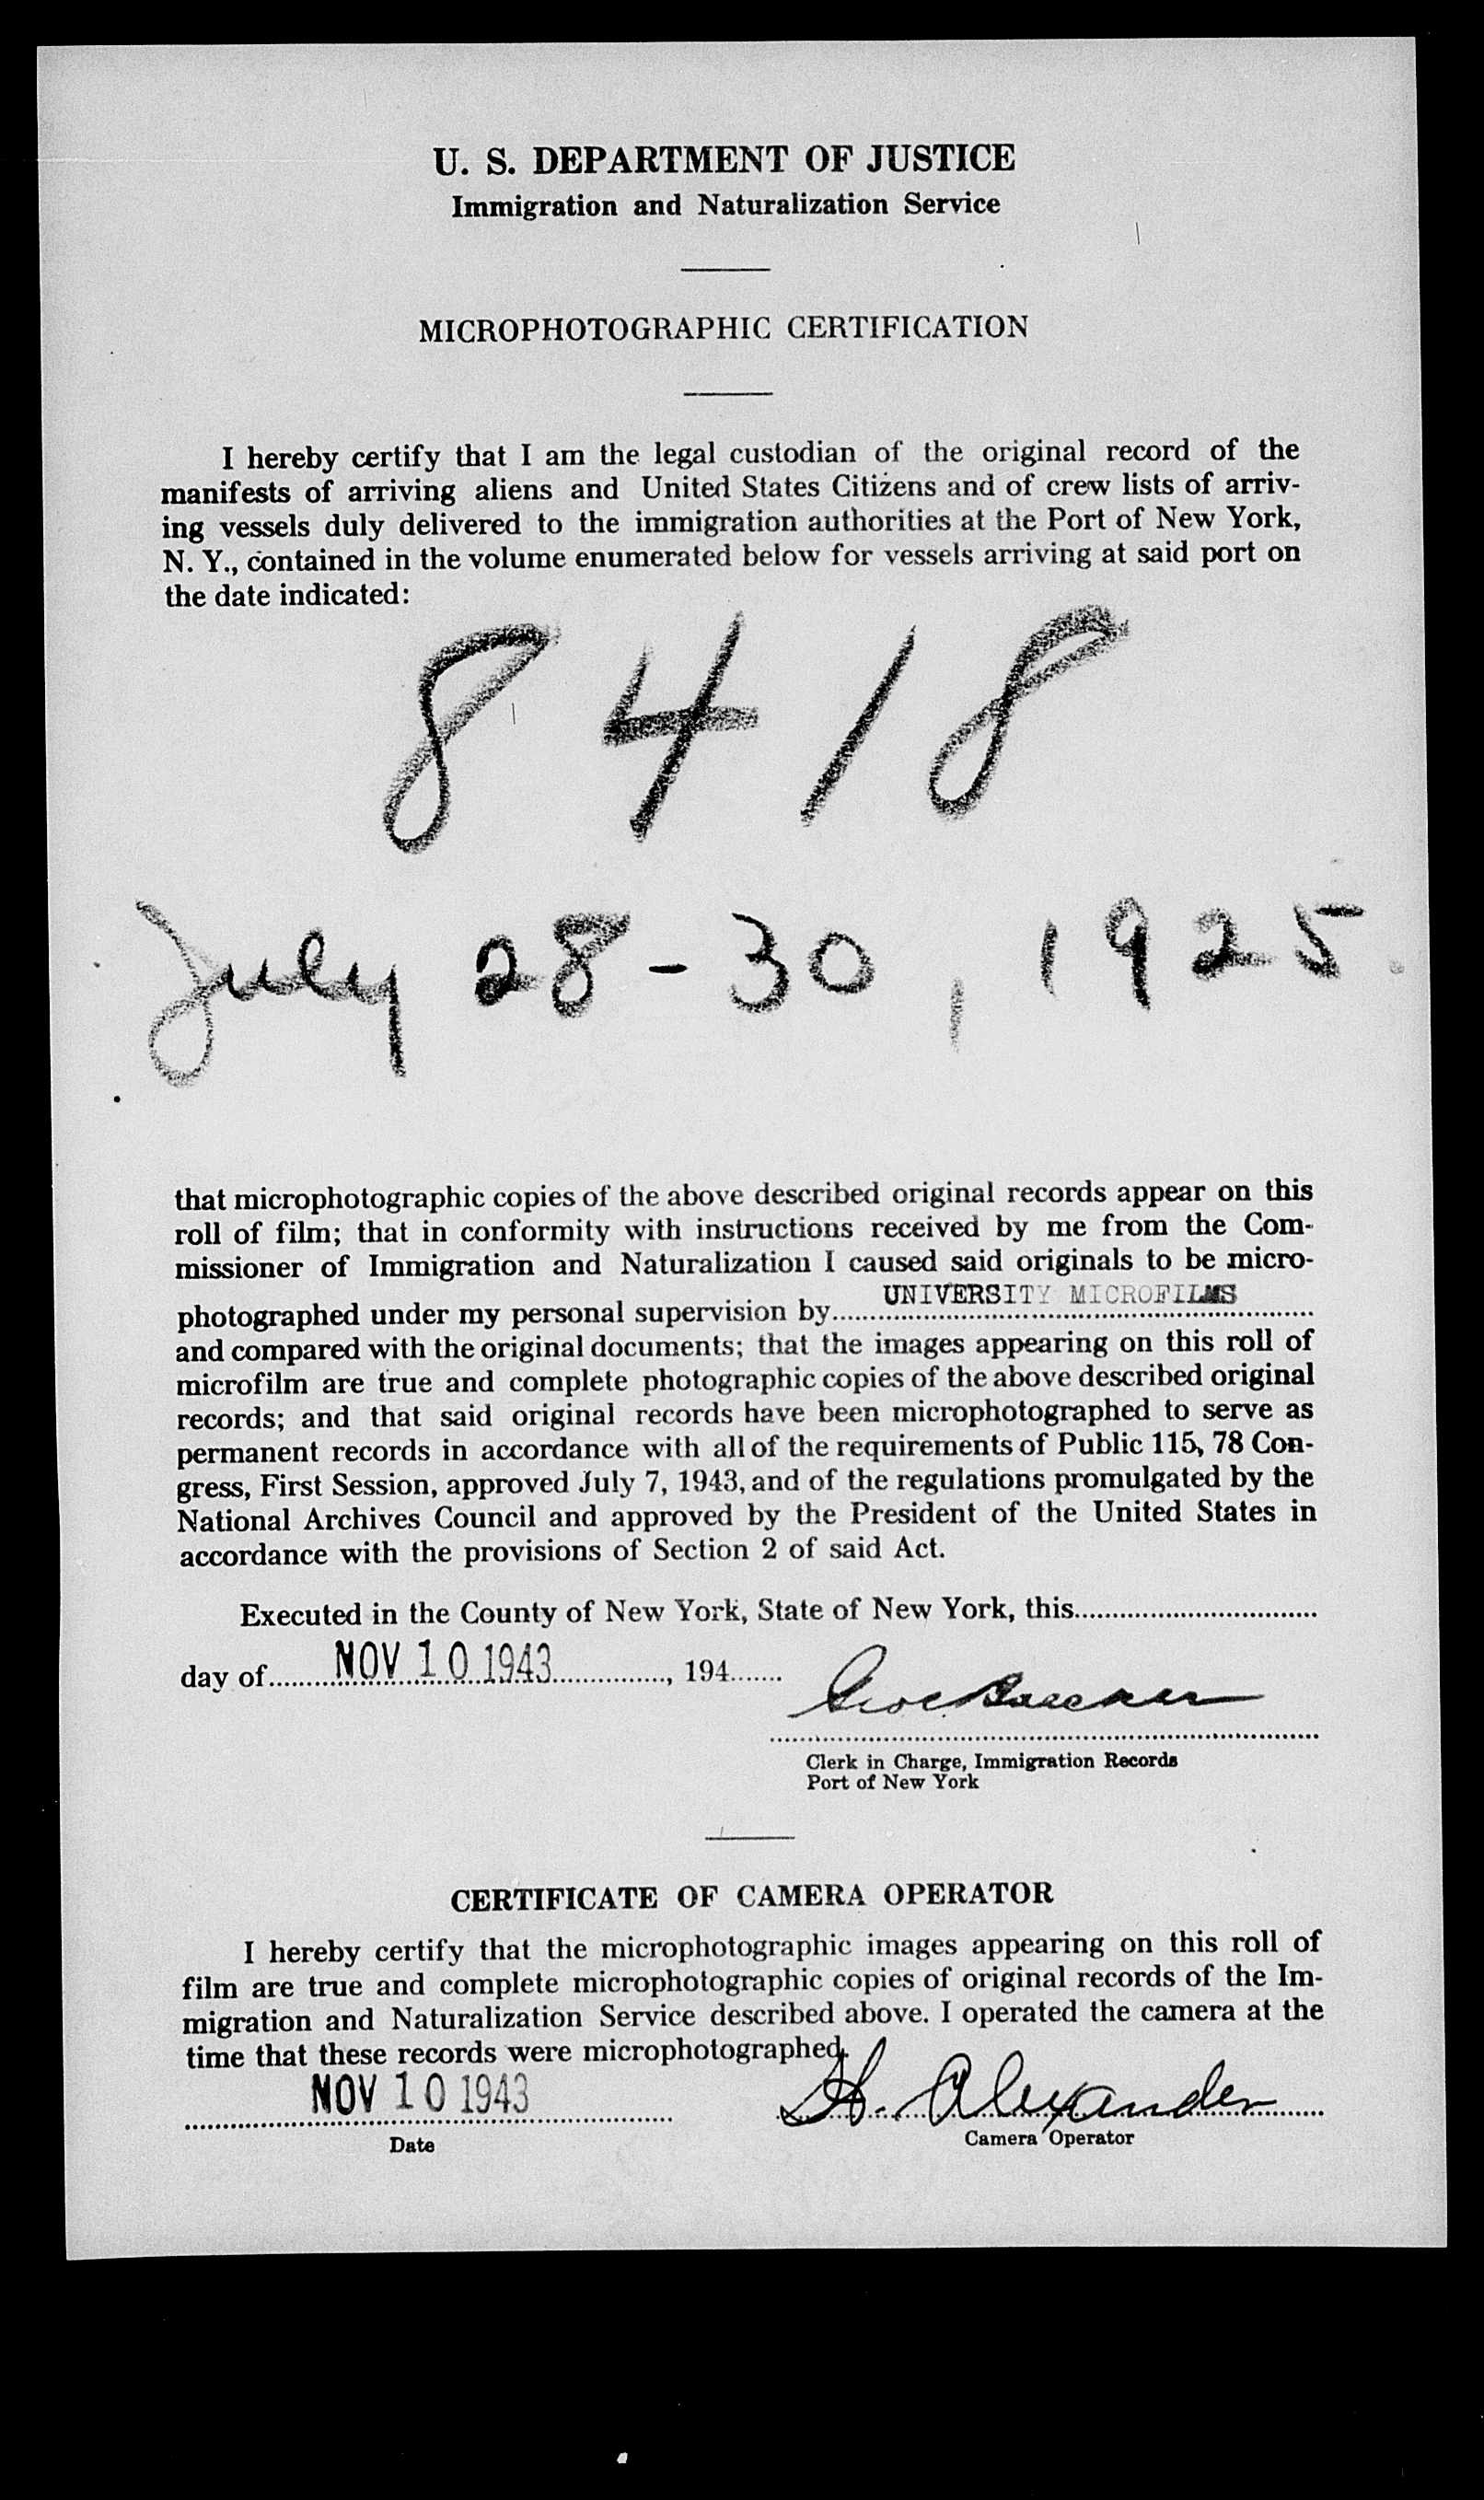 U. S. DEPARTMENT OF JUSTICE
Immigration and Naturalization Service
MICROPHOTOGRAPHIC CERTIFICATION
I hereby certify that I am the legal custodian of the original record of the
manifests of arriving aliens and United States Citizens and of crew lists of arriv-
ing vessels duly delivered to the immigration authorities at the Port of New York,
N. Y., contained in the volume enumerated below for vessels arriving at said port on
the date indicated:
8418
July 28-30, 1925
that microphotographic copies of the above described original records appear on this
roll of film; that in conformity with instructions received by me from the Com-
missioner of Immigration and Naturalization I caused said originals to be micro-
photographed under my personal supervision by UNIVERSITY MICROFILMS
and compared with the original documents; that the images appearing on this roll of
microfilm are true and complete photographic copies of the above described original
records; and that said original records have been microphotographed to serve as
permanent records in accordance with all of the requirements of Public 115, 78 Con-
gress, First Session, approved July 7, 1943, and of the regulations promulgated by the
National Archives Council and approved by the President of the United States in
accordance with the provisions of Section 2 of said Act.
Executed in the County of New York, State of New York, this
day of NOV 10 1943, 194
Clerk in Charge, Immigration Records
Port of New York
CERTIFICATE OF CAMERA OPERATOR
I hereby certify that the microphotographic images appearing on this roll of
film are true and complete microphotographic copies of original records of the Im-
migration and Naturalization Service described above. I operated the camera at the
time that these records were microphotographed.
NOV 10 1943 H. Alexander
Date Camera Operator